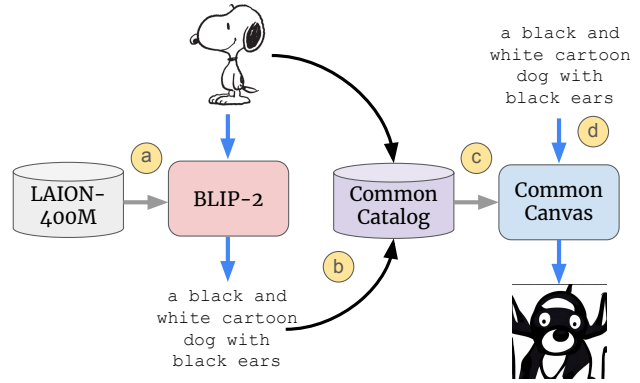 a black and
white cartoon
dog with
black ears
a
c
d
LAION-
400M
BLIP-2
Common
Catalog
Common
Canvas
b
a black and
white cartoon
dog with
black ears